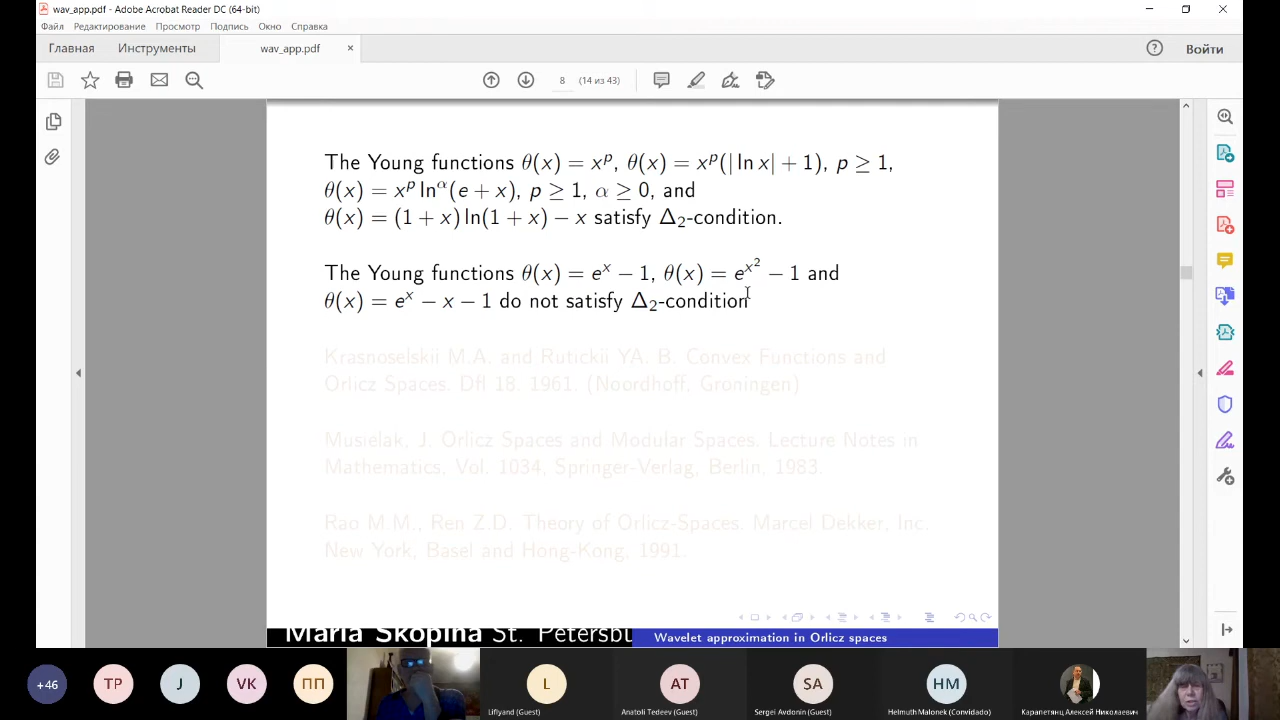 wav_app.pdf - Adobe Acrobat Reader DC (64-bit)
Файл Редактирование Просмотр Подпись Окно Справка
Главная Инструменты wav_app.pdf × Войти
8 (14 из 43)
The Young functions θ(x) = x^p, θ(x) = x^p(| ln x| + 1), p ≥ 1,
θ(x) = x^p ln^α(e + x), p ≥ 1, α ≥ 0, and
θ(x) = (1 + x) ln(1 + x) − x satisfy Δ₂-condition.
The Young functions θ(x) = e^x − 1, θ(x) = e^{x²} − 1 and
θ(x) = e^x − x − 1 do not satisfy Δ₂-condition
Krasnoselskii M.A. and Rutickii YA. B. Convex Functions and
Orlicz Spaces. Dfl 18. 1961. (Noordhoff, Groningen)
Musielak, J. Orlicz Spaces and Modular Spaces. Lecture Notes in
Mathematics, Vol. 1034, Springer-Verlag, Berlin, 1983.
Rao M.M., Ren Z.D. Theory of Orlicz-Spaces. Marcel Dekker, Inc.
New York, Basel and Hong-Kong, 1991.
Maria Skopina St. Petersbu Wavelet approximation in Orlicz spaces
+46 TP J VK ПП L AT SA HM
Liflyand (Guest) Anatoli Tedeev (Guest) Sergei Avdonin (Guest) Helmuth Malonek (Convidado) Карапетянц Алексей Николаевич